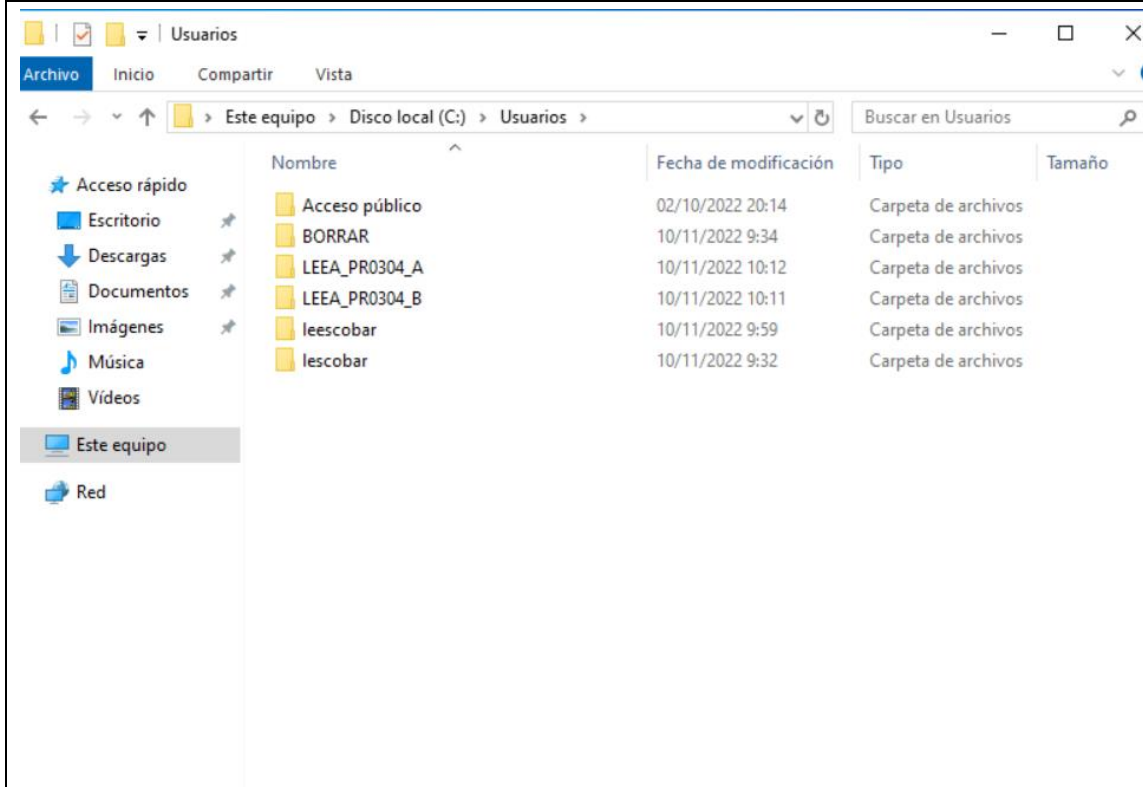 Usuarios
Archivo Inicio Compartir Vista
Este equipo > Disco local (C:) > Usuarios > Buscar en Usuarios
Nombre Fecha de modificación Tipo Tamaño
Acceso rápido
Escritorio
Descargas
Documentos
Imágenes
Música
Vídeos
Este equipo
Red
Acceso público 02/10/2022 20:14 Carpeta de archivos
BORRAR 10/11/2022 9:34 Carpeta de archivos
LEEA_PR0304_A 10/11/2022 10:12 Carpeta de archivos
LEEA_PR0304_B 10/11/2022 10:11 Carpeta de archivos
leescobar 10/11/2022 9:59 Carpeta de archivos
lescobar 10/11/2022 9:32 Carpeta de archivos